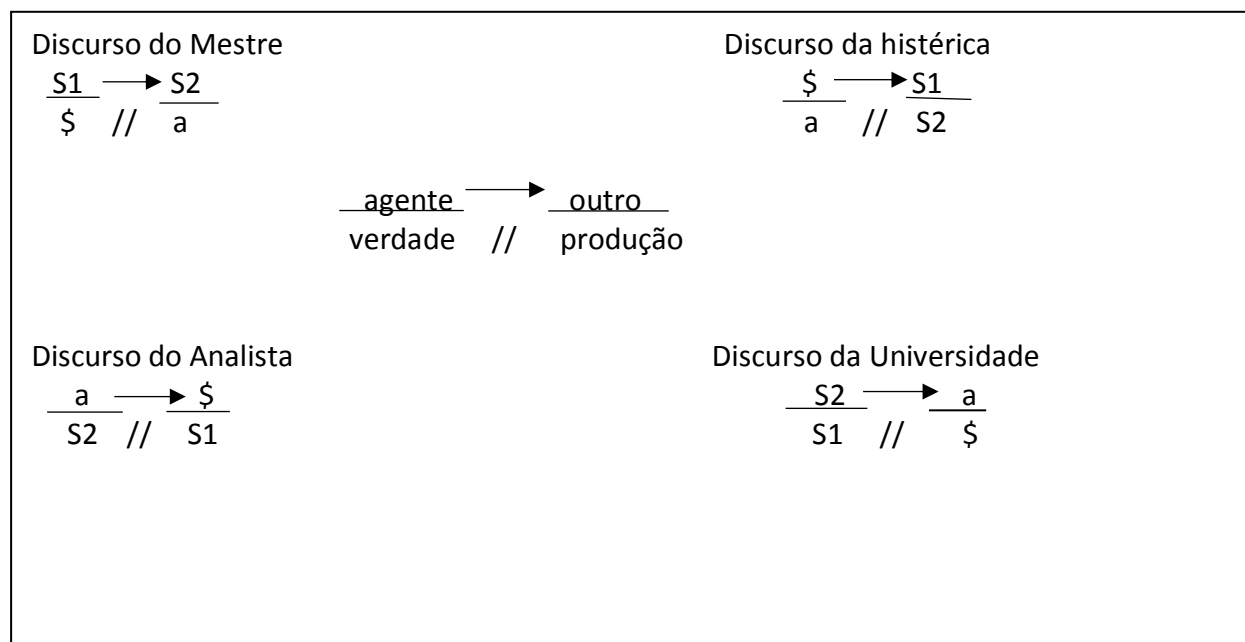 Discurso do Mestre Discurso da histérica
S1 S2 $ S1
$ // a a // S2
agente outro
verdade // produção
Discurso do Analista Discurso da Universidade
a $ S2 a
S2 // S1 S1 // $